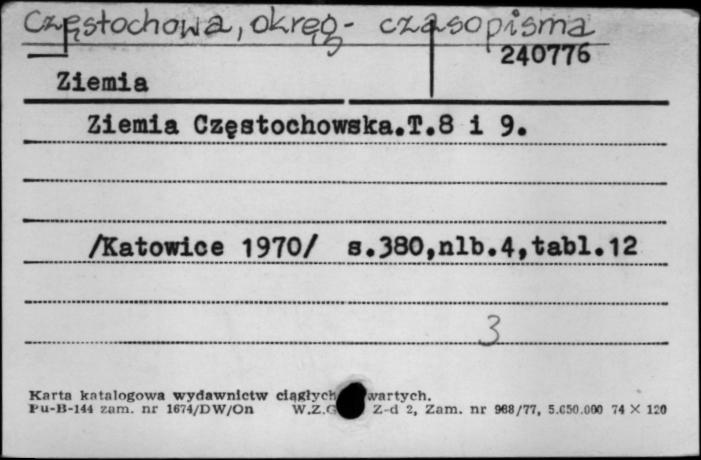 Częstochowa, okręg - czasopisma
240776
Ziemia
Ziemia Częstochowska.T.8 i 9.
/Katowice 1970/ s.380,nlb.4,tabl.12
3
Karta katalogowa wydawnictw ciągłych wartych.
Pu-B-144 zam. nr 1674/DW/On W.Z.G Z-d 2, Zam. nr 968/77, 5.650.000 74 × 120